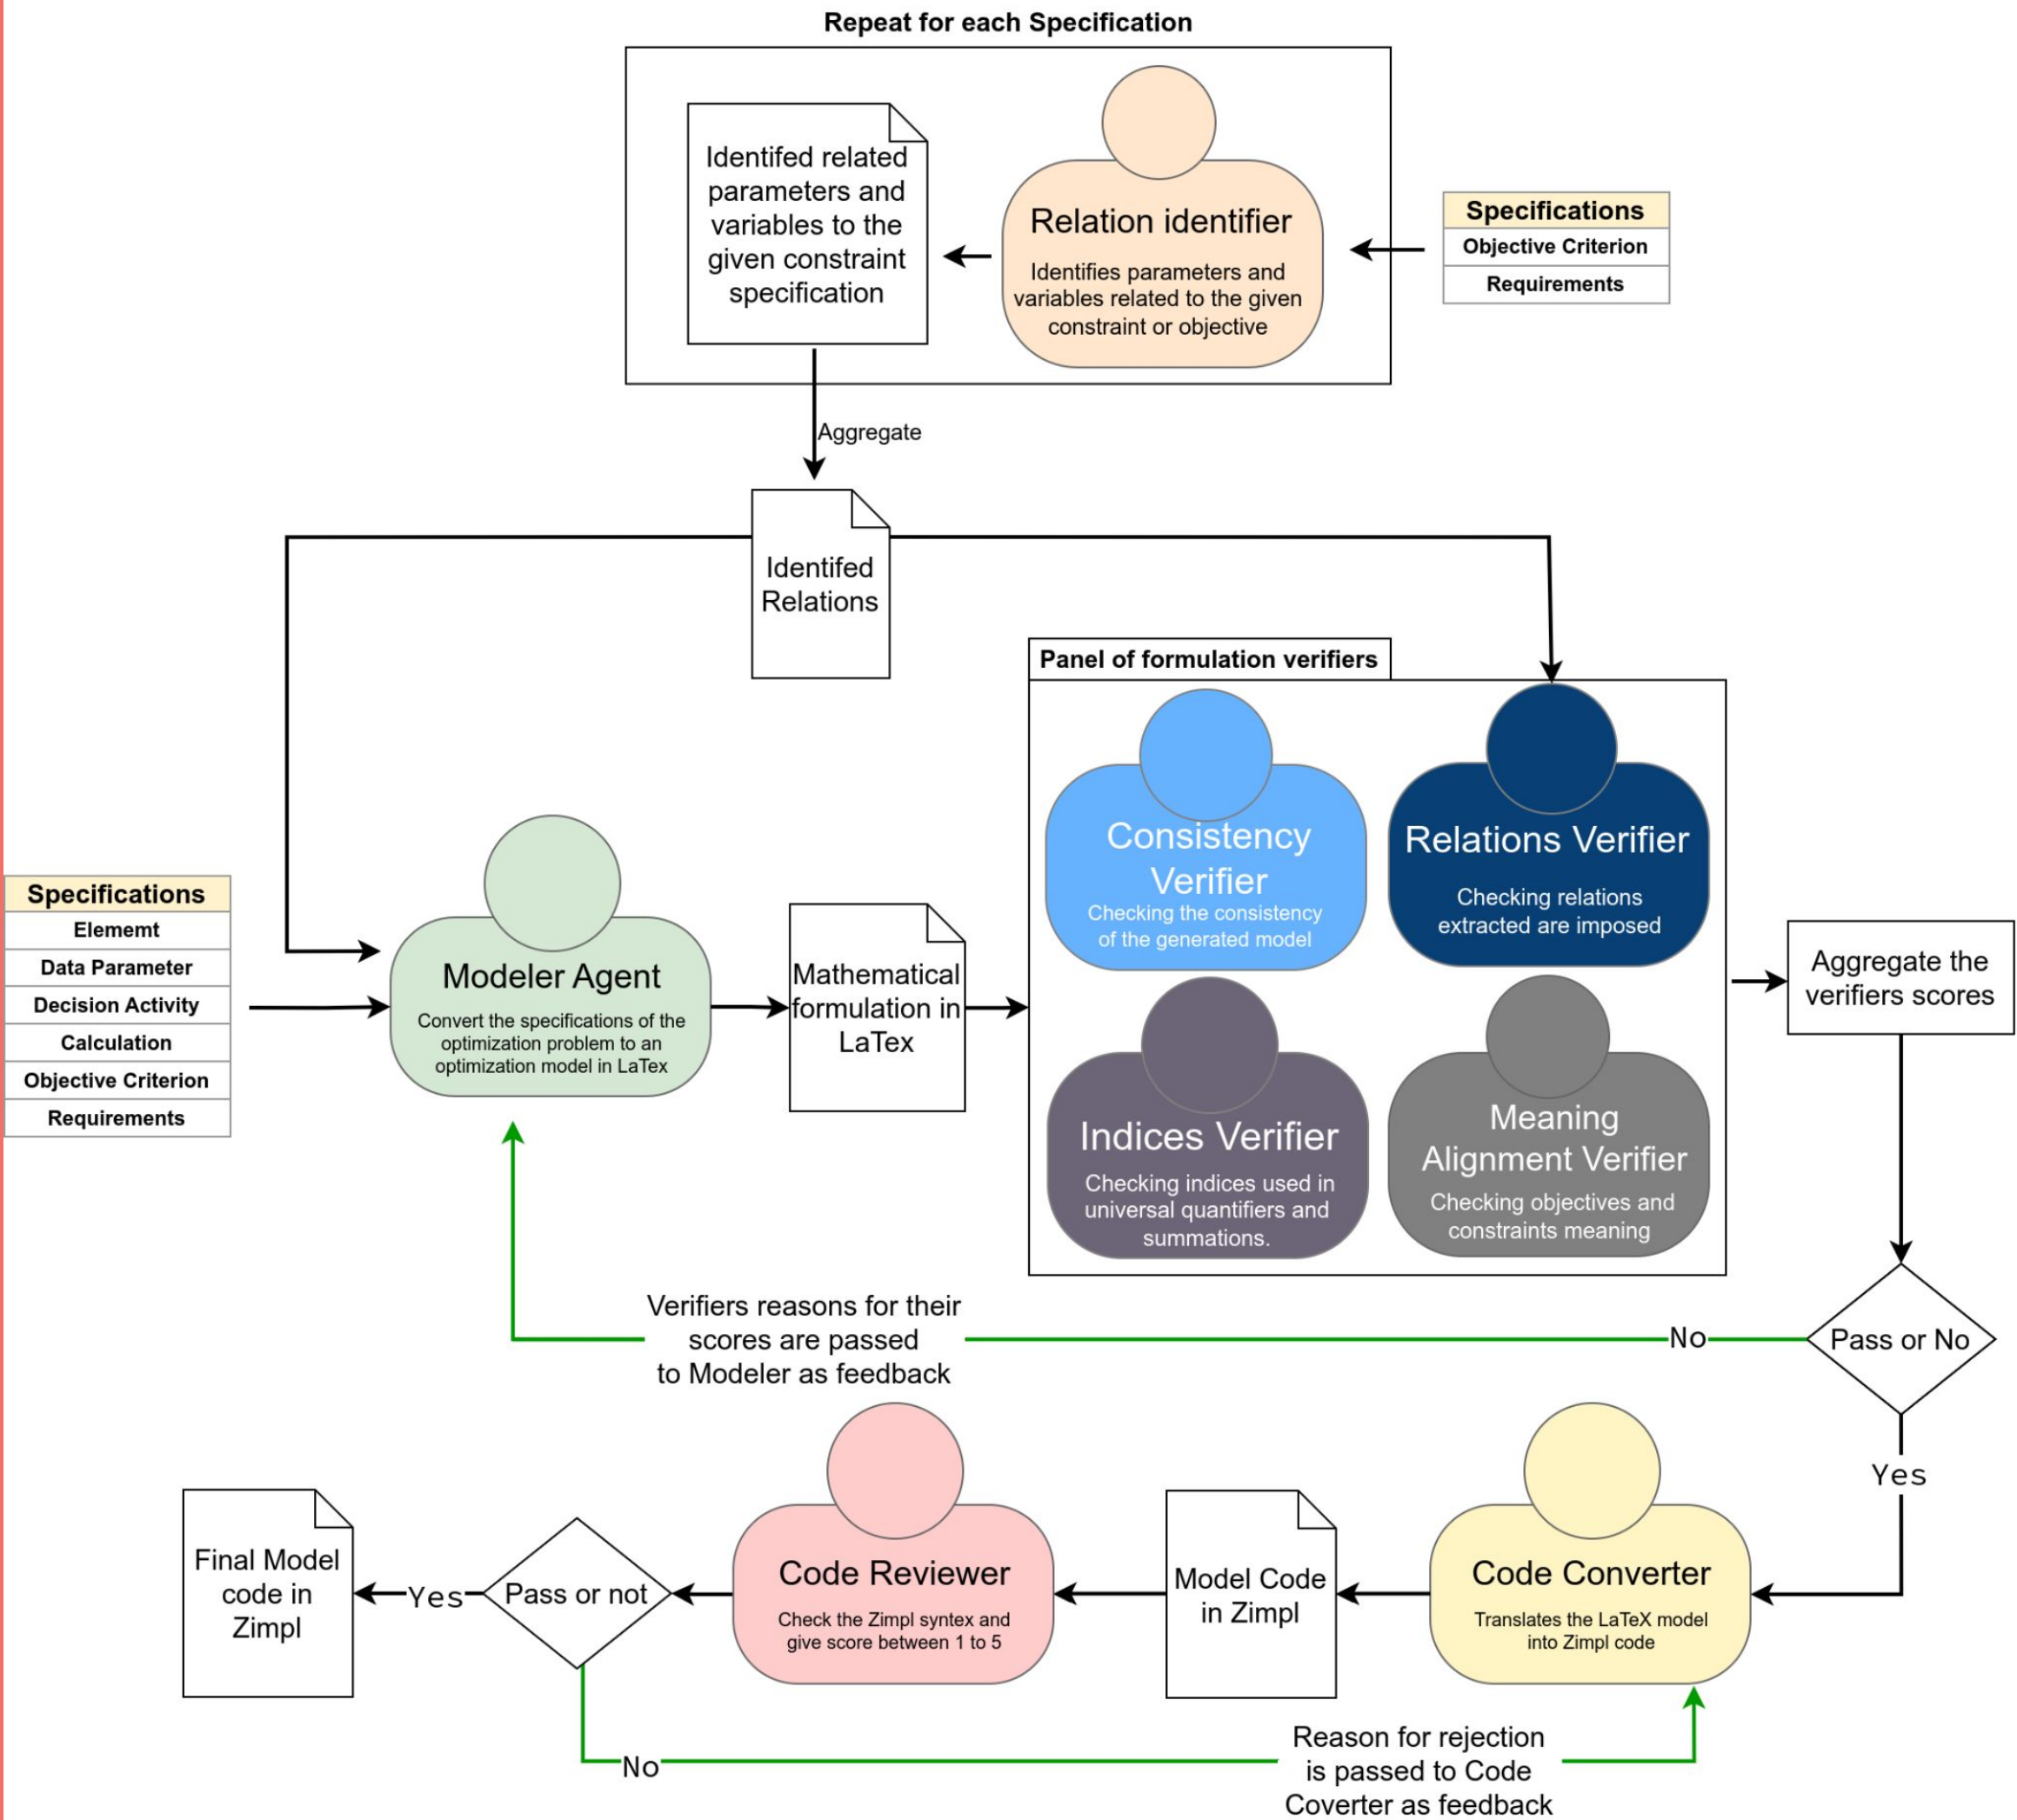 Repeat for each Specification
Identifed related
parameters and
variables to the
given constraint
specification
Relation identifier
Identifies parameters and
variables related to the given
constraint or objective
Specifications
Objective Criterion
Requirements
Aggregate
Identifed
Relations
Panel of formulation verifiers
Consistency
Verifier
Checking the consistency
of the generated model
Relations Verifier
Checking relations
extracted are imposed
Specifications
Elememt
Data Parameter
Decision Activity
Calculation
Objective Criterion
Requirements
Modeler Agent
Convert the specifications of the
optimization problem to an
optimization model in LaTex
Mathematical
formulation in
LaTex
Indices Verifier
Checking indices used in
universal quantifiers and
summations.
Meaning
Alignment Verifier
Checking objectives and
constraints meaning
Aggregate the
verifiers scores
Pass or No
No
Verifiers reasons for their
scores are passed
to Modeler as feedback
Yes
Code Converter
Translates the LaTeX model
into Zimpl code
Model Code
in Zimpl
Code Reviewer
Check the Zimpl syntex and
give score between 1 to 5
Pass or not
Yes
Final Model
code in
Zimpl
No
Reason for rejection
is passed to Code
Coverter as feedback